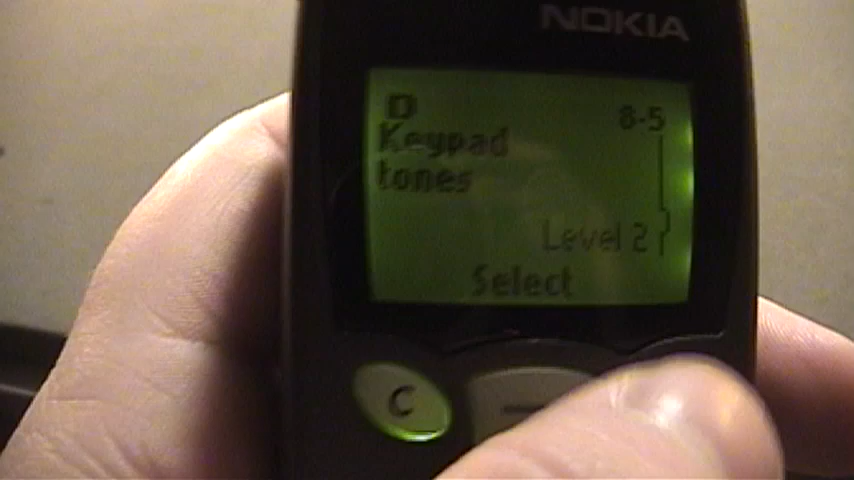 NOKIA
D
8-5
Keypad
tones
Level 2
Select
C